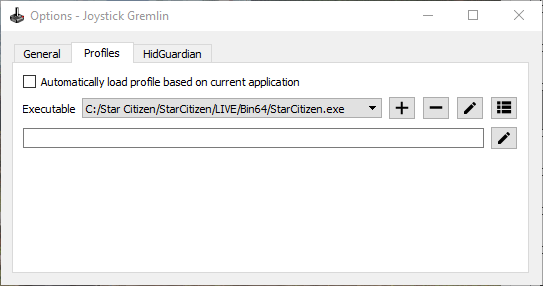 Options - Joystick Gremlin
General Profiles HidGuardian
Automatically load profile based on current application
Executable C:/Star Citizen/StarCitizen/LIVE/Bin64/StarCitizen.exe